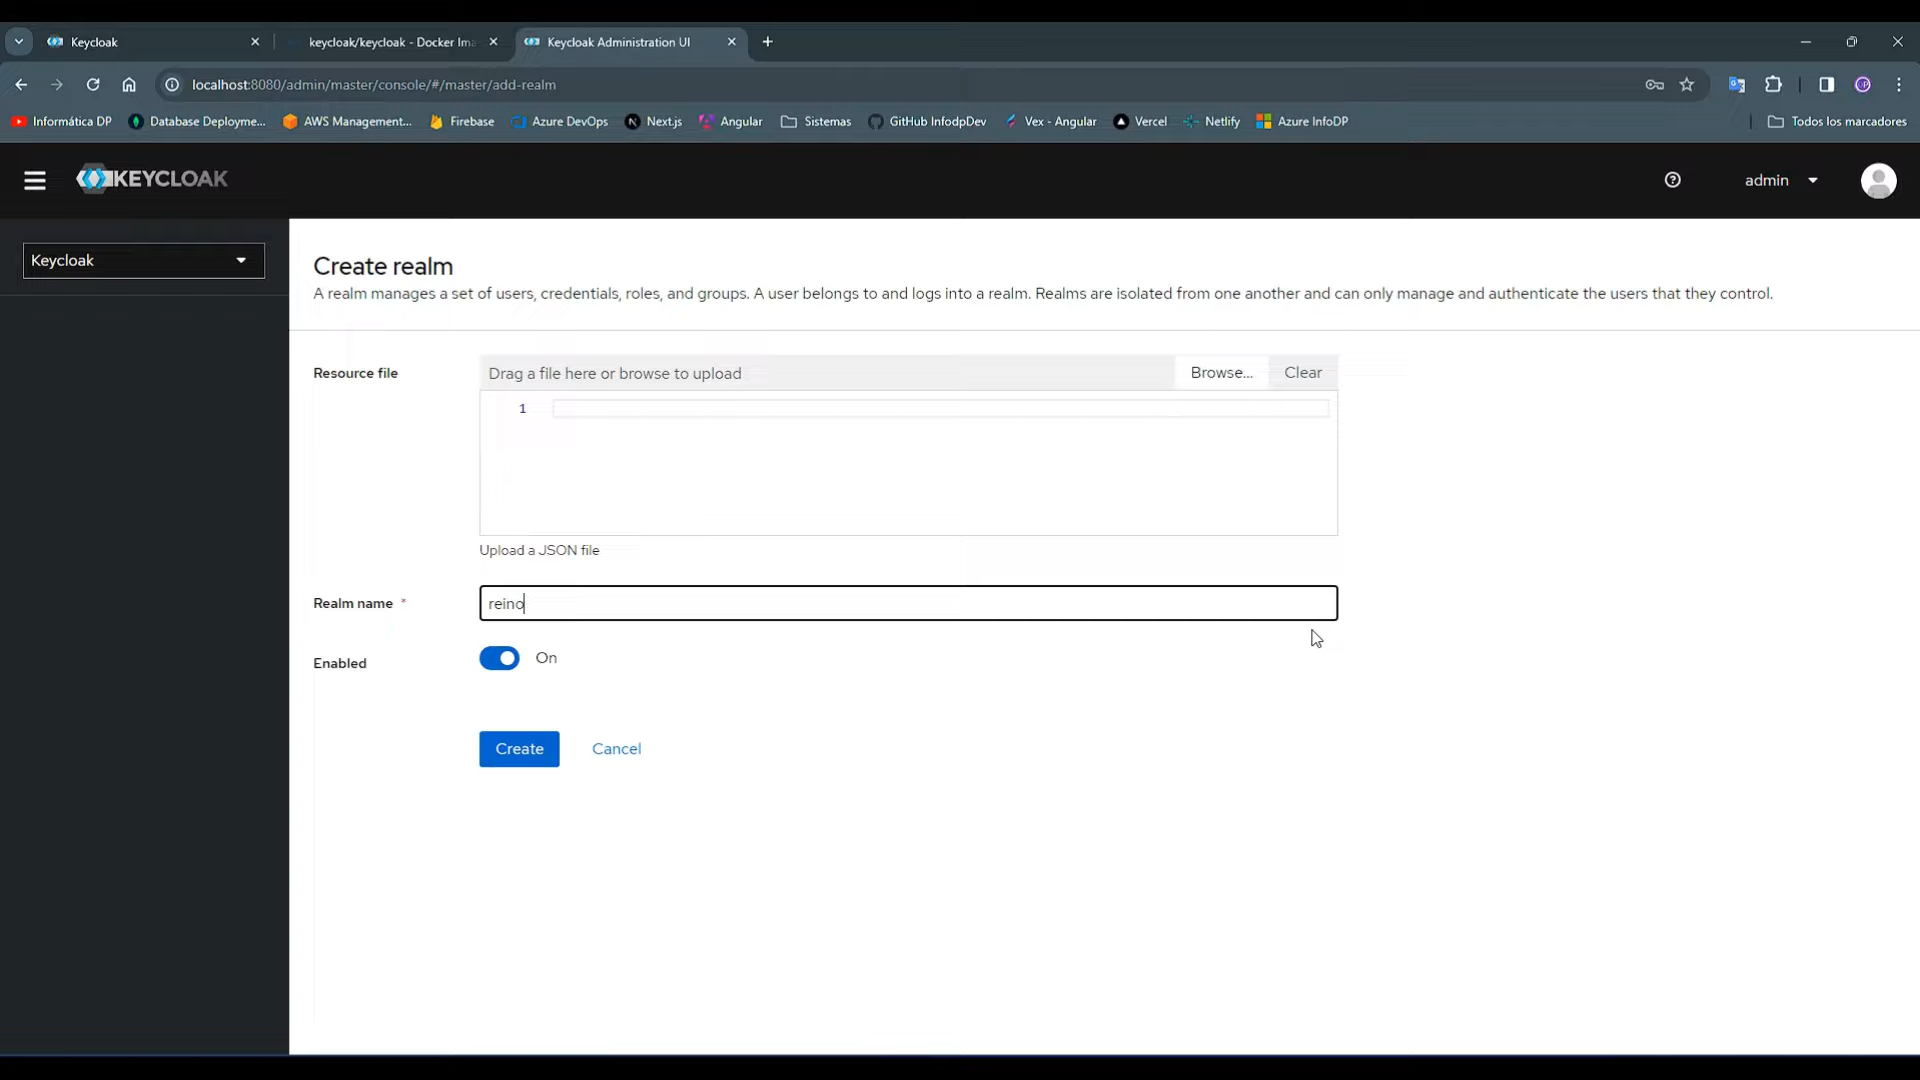 Keycloak
keycloak/keycloak - Docker Ima
Keycloak Administration UI
localhost:8080/admin/master/console/#/master/add-realm
Informática DP
Database Deployme...
AWS Management...
Firebase
Azure DevOps
Next.js
Angular
Sistemas
GitHub InfodpDev
Vex - Angular
Vercel
Netlify
Azure InfoDP
Todos los marcadores
KEYCLOAK
admin
Keycloak
Create realm
A realm manages a set of users, credentials, roles, and groups. A user belongs to and logs into a realm. Realms are isolated from one another and can only manage and authenticate the users that they control.
Resource file
Drag a file here or browse to upload
Browse...
Clear
1
Upload a JSON file
Realm name *
reino
Enabled
On
Create
Cancel